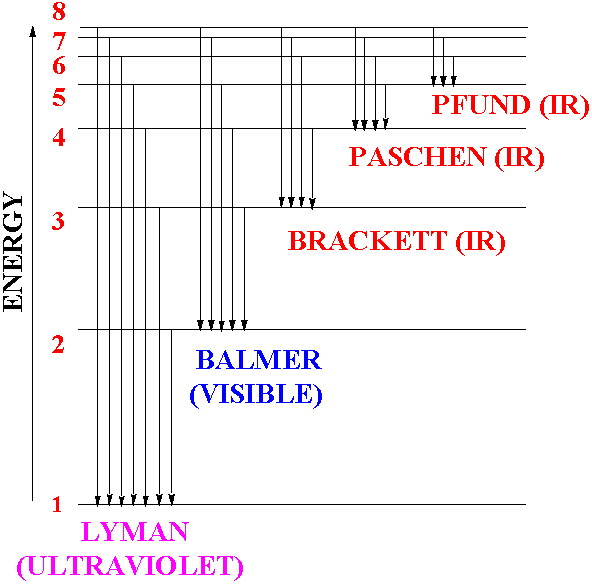 8
7
6
5
PFUND (IR)
4
PASCHEN (IR)
ENERGY
3
BRACKETT (IR)
2
BALMER
(VISIBLE)
1
LYMAN
(ULTRAVIOLET)